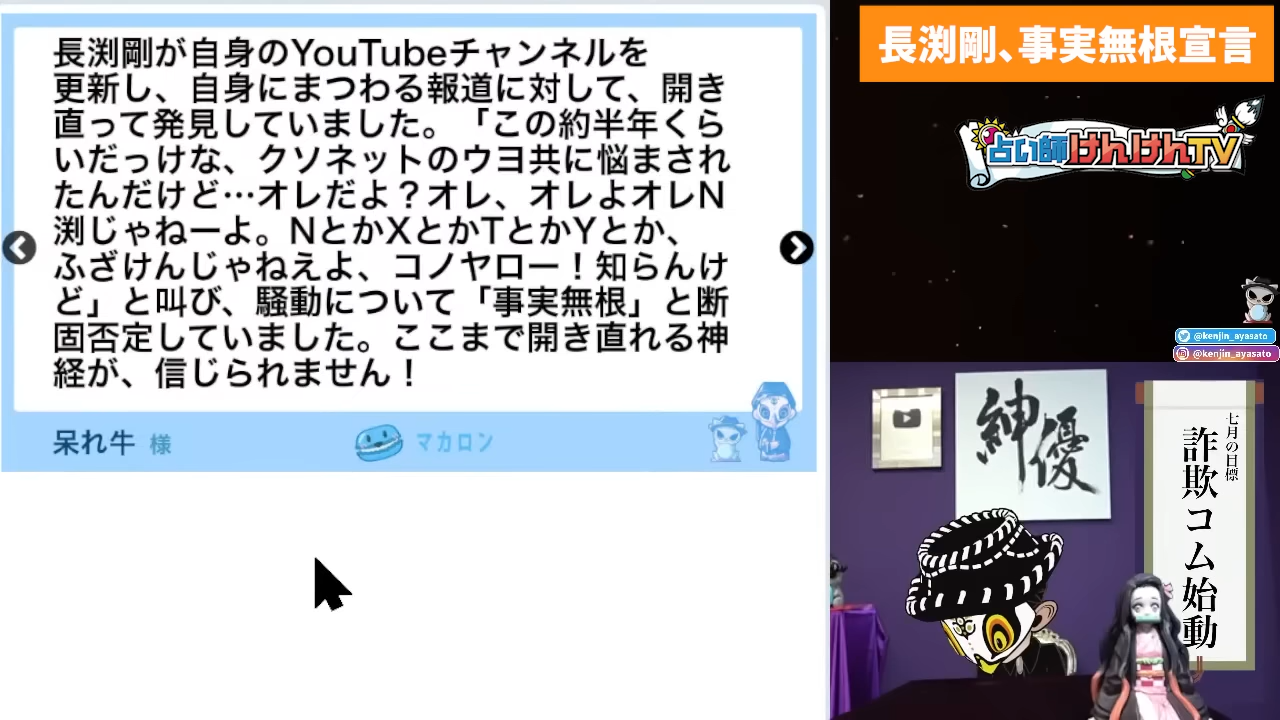 長渕剛が自身のYouTubeチャンネルを
更新し、自身にまつわる報道に対して、開き
直って発見していました。「この約半年くら
いだっけな、クソネットのウヨ共に悩まされ
たんだけど…オレだよ？オレ、オレよオレN
渕じゃねーよ。NとかXとかTとかYとか、
ふざけんじゃねえよ、コノヤロー！知らんけ
ど」と叫び、騒動について「事実無根」と断
固否定していました。ここまで開き直れる神
経が、信じられません！
呆れ牛 様
マカロン
長渕剛、事実無根宣言
占い師けんけんTV
@kenjin_ayasato
@kenjin_ayasato
紳優
七月の目標
詐欺コム始動